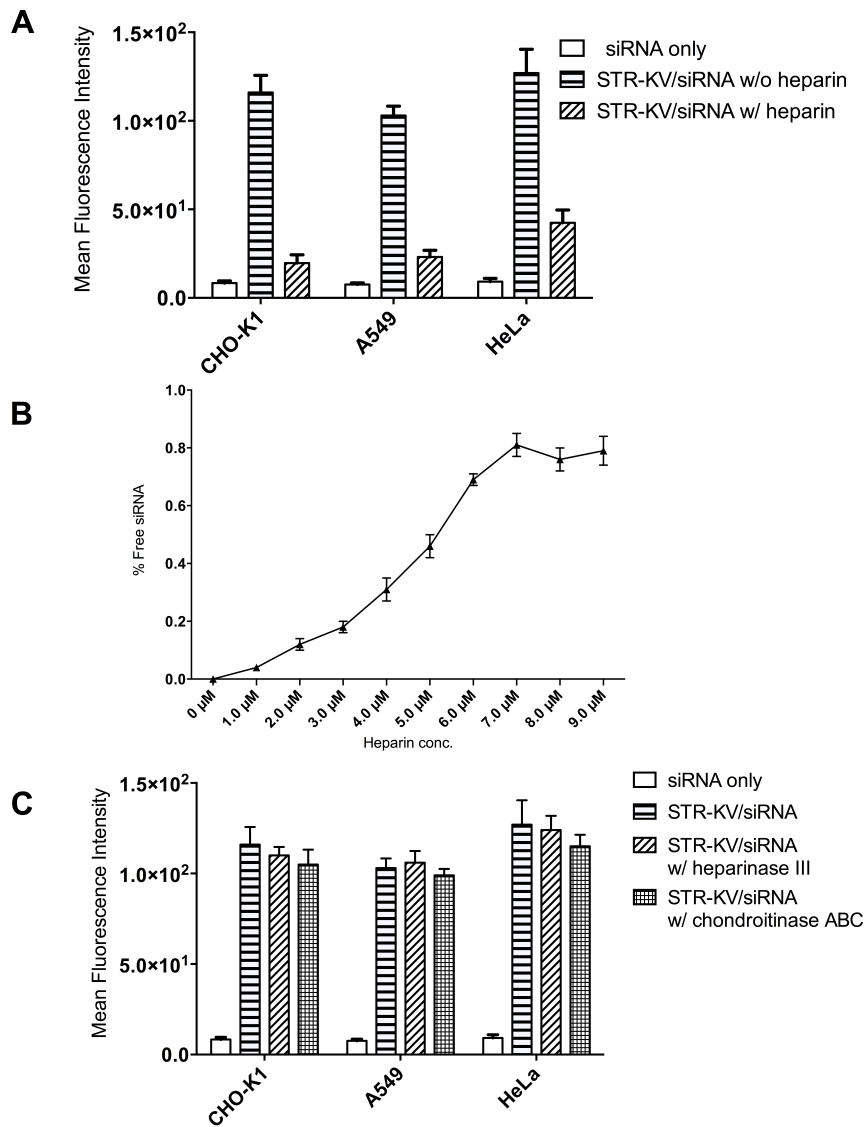 A
Mean Fluorescence Intensity
1.5×10²
1.0×10²
5.0×10¹
0.0
CHO-K1
A549
HeLa
siRNA only
STR-KV/siRNA w/o heparin
STR-KV/siRNA w/ heparin
B
% Free siRNA
1.0
0.8
0.6
0.4
0.2
0.0
0 µM
1.0 µM
2.0 µM
3.0 µM
4.0 µM
5.0 µM
6.0 µM
7.0 µM
8.0 µM
9.0 µM
Heparin conc.
C
Mean Fluorescence Intensity
1.5×10²
1.0×10²
5.0×10¹
0.0
CHO-K1
A549
HeLa
siRNA only
STR-KV/siRNA
STR-KV/siRNA
w/ heparinase III
STR-KV/siRNA
w/ chondroitinase ABC